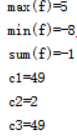 max(f)=5
min(f)=-8
sum(f)=-1
c1=49
c2=2
c3=49